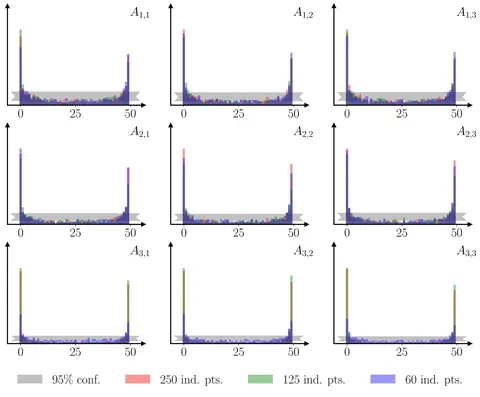 A1,1 A1,2 A1,3
0 25 50 0 25 50 0 25 50
A2,1 A2,2 A2,3
0 25 50 0 25 50 0 25 50
A3,1 A3,2 A3,3
0 25 50 0 25 50 0 25 50
95% conf. 250 ind. pts. 125 ind. pts. 60 ind. pts.